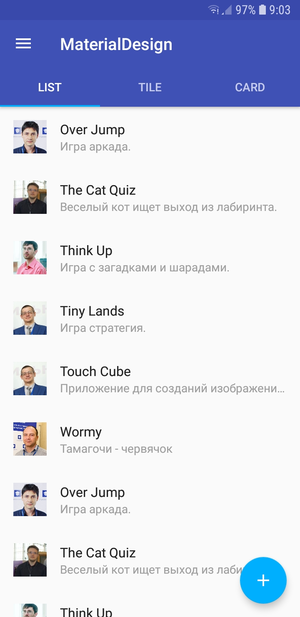 97% 9:03
MaterialDesign
LIST TILE CARD
Over Jump
Игра аркада.
The Cat Quiz
Веселый кот ищет выход из лабиринта.
Think Up
Игра с загадками и шарадами.
Tiny Lands
Игра стратегия.
Touch Cube
Приложение для созданий изображени...
Wormy
Тамагочи - червячок
Over Jump
Игра аркада.
The Cat Quiz
Веселый кот ищет выход из лаби
Think Up